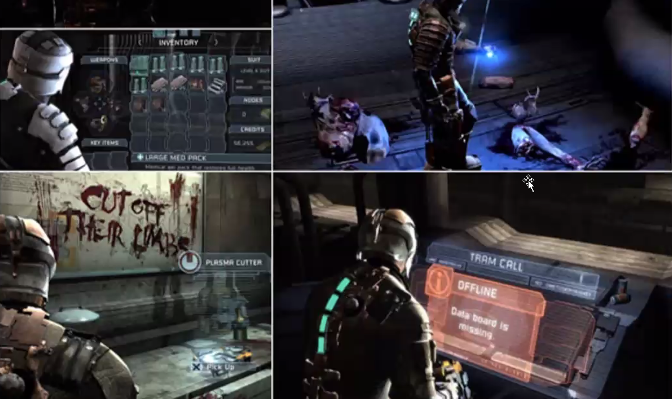 INVENTORY
WEAPONS
SUIT
NODES
CREDITS
KEY ITEMS
LARGE MED PACK
CUT OFF
THEIR LIMBS
PLASMA CUTTER
Pick Up
TRAM CALL
OFFLINE
Data board is
missing